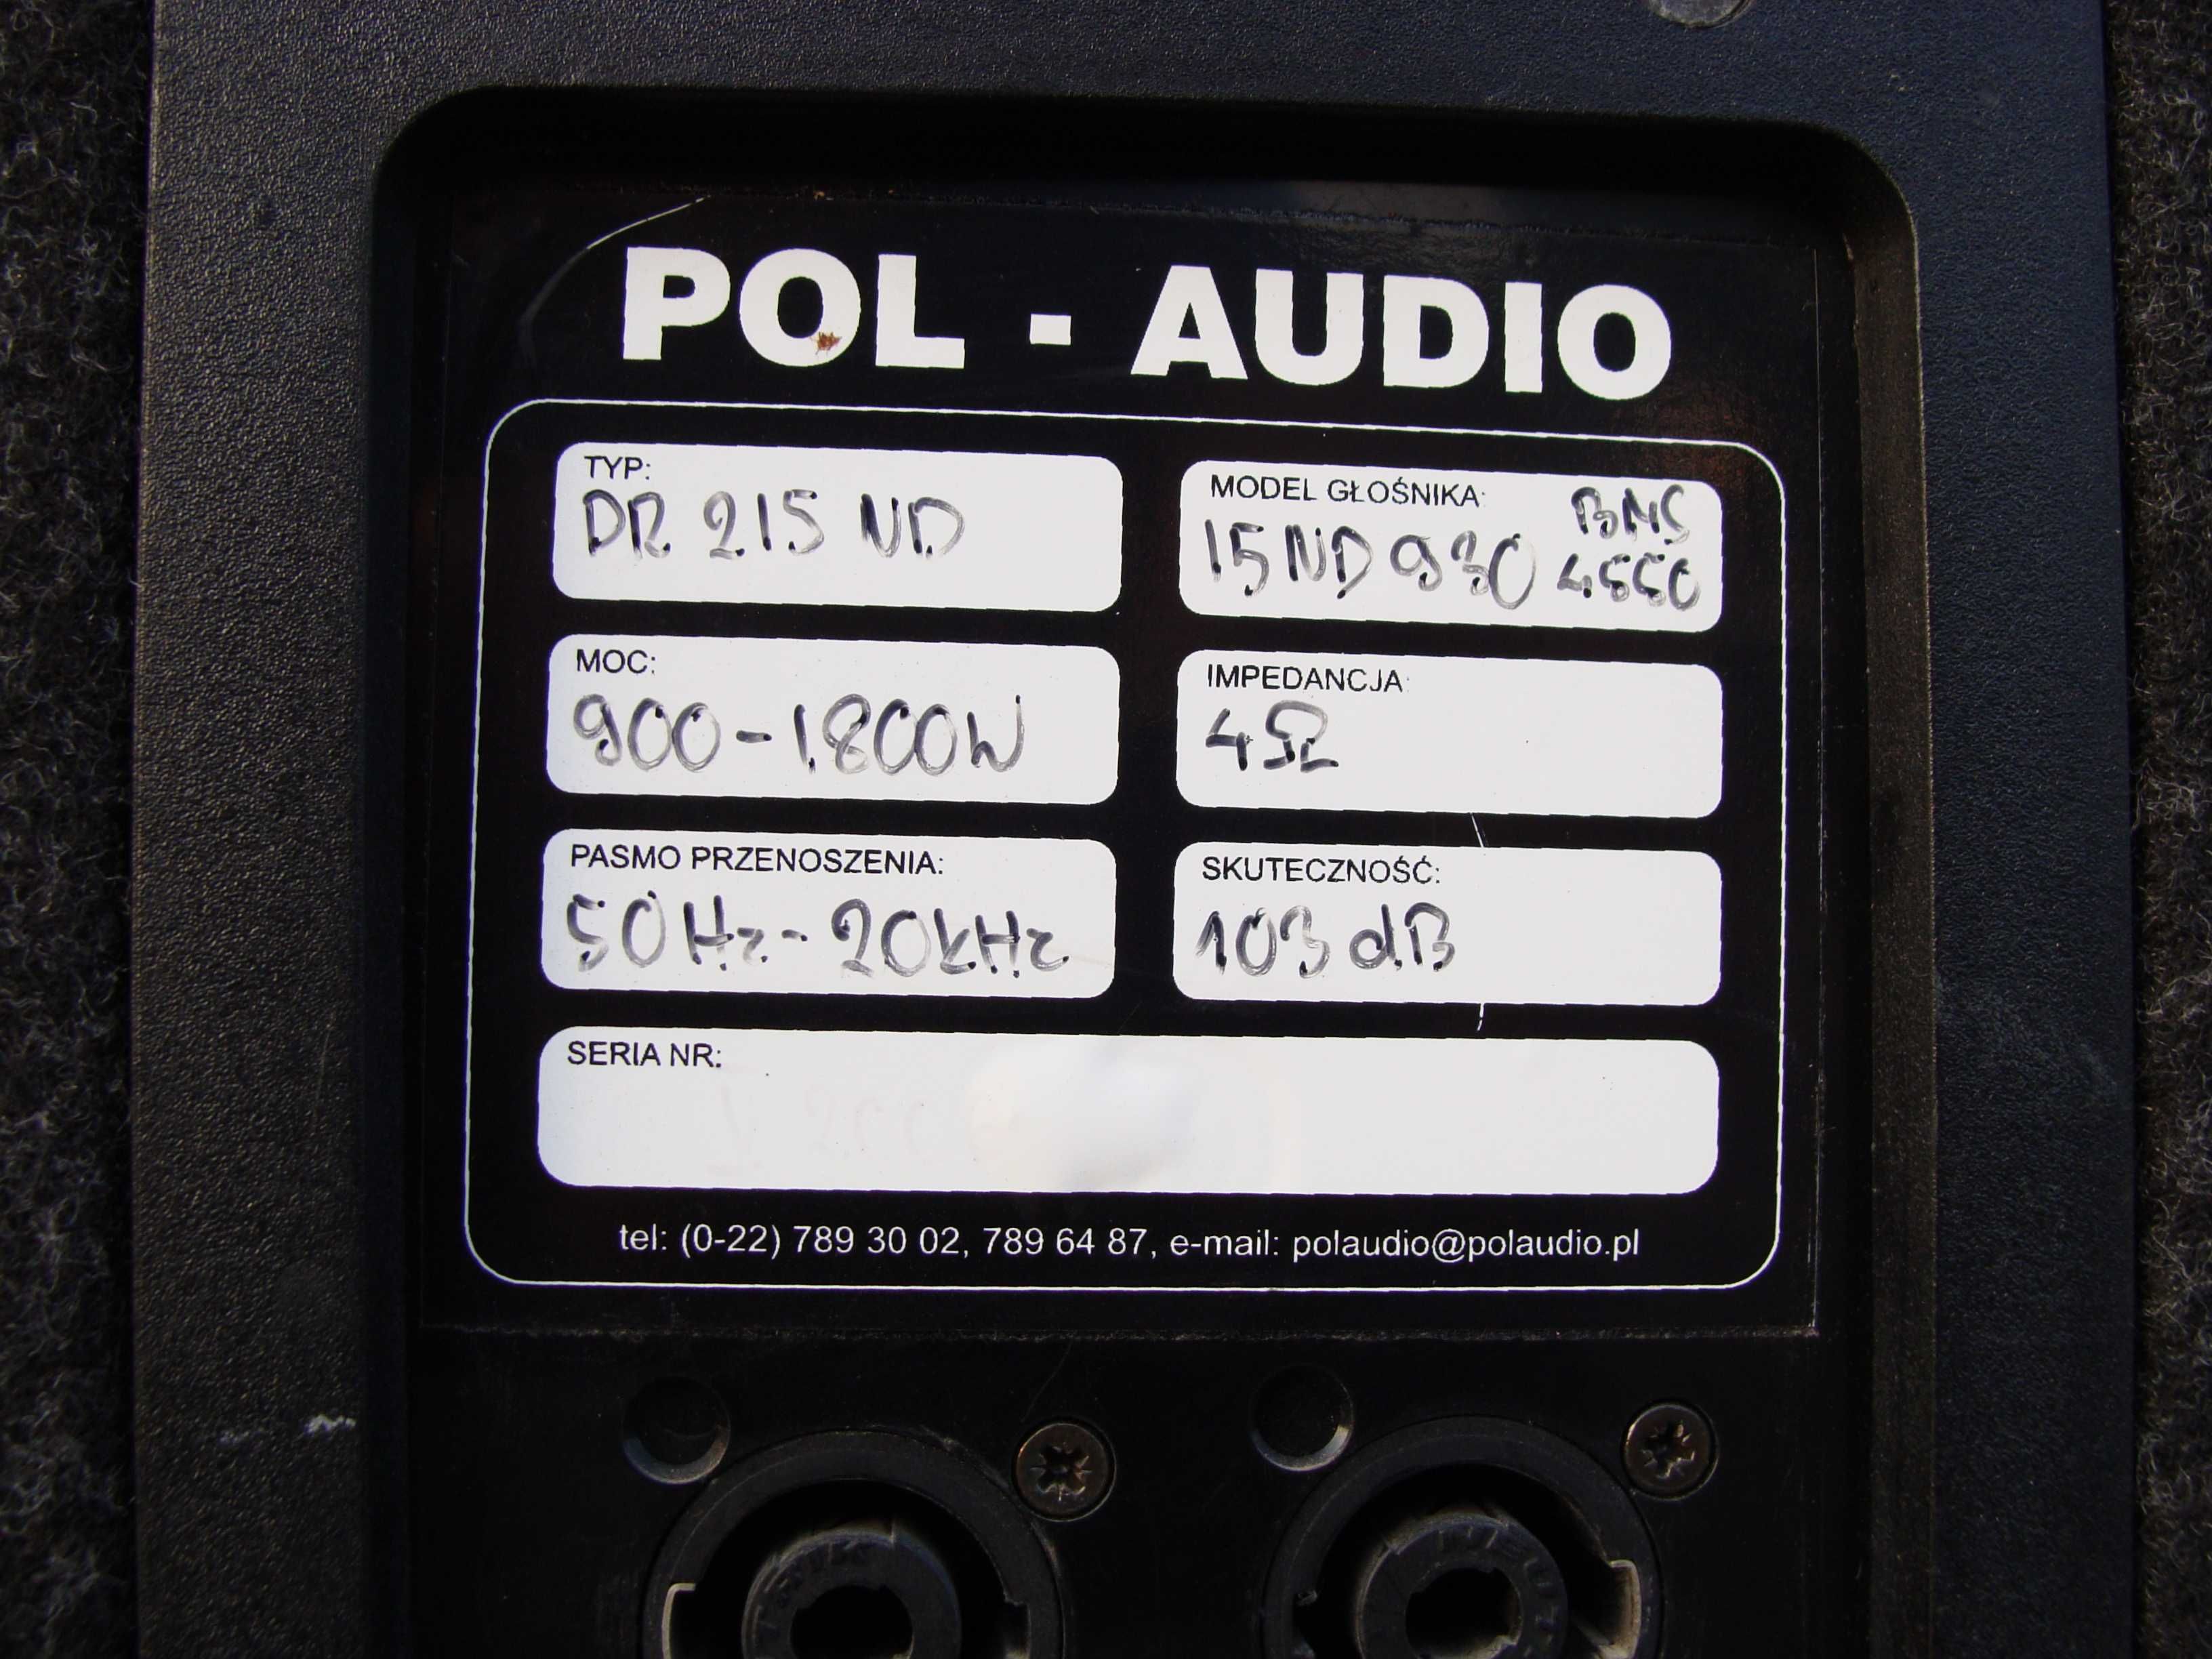 POL - AUDIO
TYP:
DR 215 ND
MODEL GŁOŚNIKA:
BMS
15ND930 4550
MOC:
900-1800W
IMPEDANCJA:
4Ω
PASMO PRZENOSZENIA:
50Hz-20kHz
SKUTECZNOŚĆ:
103dB
SERIA NR:
tel: (0-22) 789 30 02, 789 64 87, e-mail: polaudio@polaudio.pl